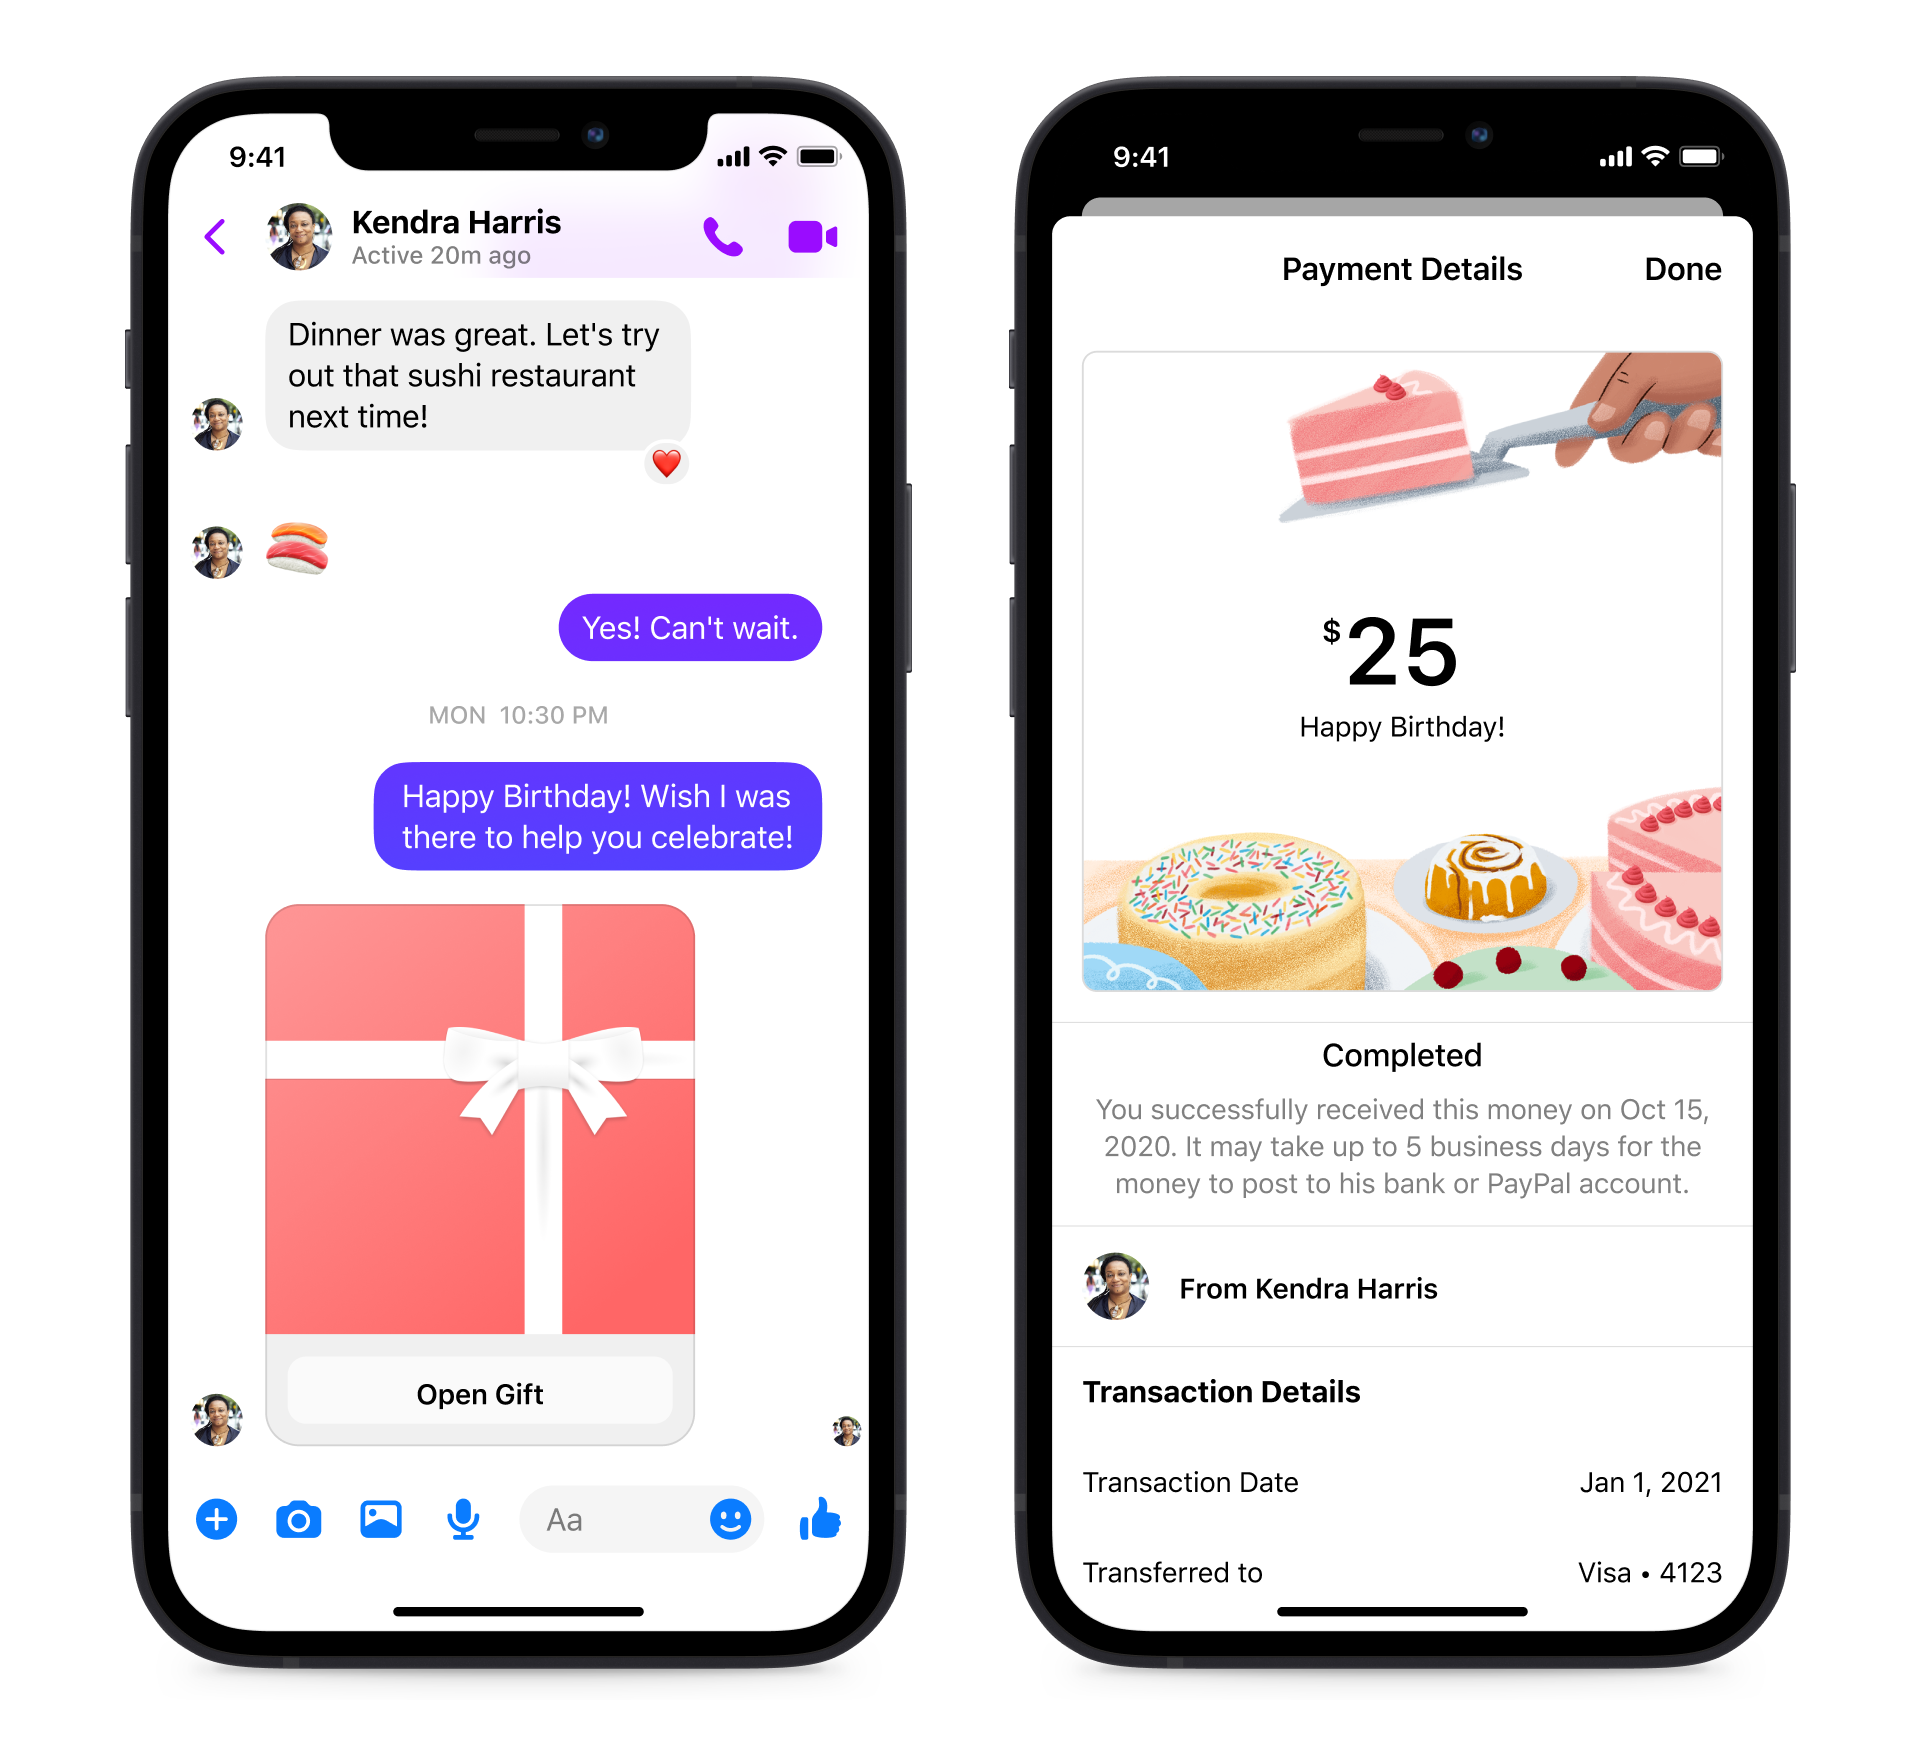 9:41
Kendra Harris
Active 20m ago
Dinner was great. Let's try
out that sushi restaurant
next time!
Yes! Can't wait.
MON 10:30 PM
Happy Birthday! Wish I was
there to help you celebrate!
Open Gift
Aa
9:41
Payment Details
Done
$25
Happy Birthday!
Completed
You successfully received this money on Oct 15,
2020. It may take up to 5 business days for the
money to post to his bank or PayPal account.
From Kendra Harris
Transaction Details
Transaction Date
Jan 1, 2021
Transferred to
Visa • 4123